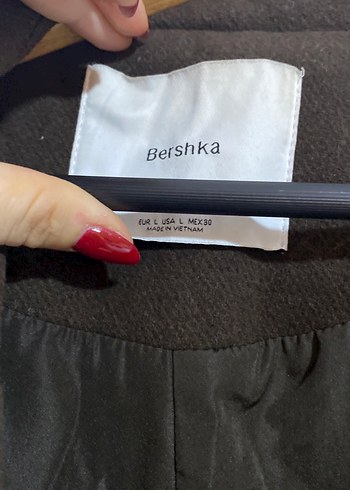 Bershka
EUR L USA L MEX 30
MADE IN VIETNAM